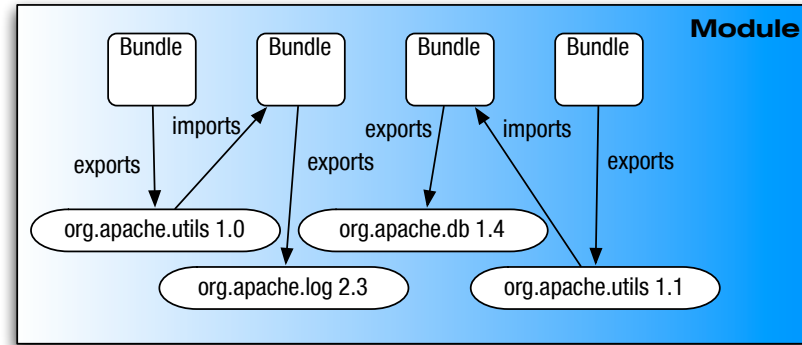 Module
Bundle
Bundle
Bundle
Bundle
imports
exports
imports
exports
exports
exports
org.apache.utils 1.0
org.apache.db 1.4
org.apache.log 2.3
org.apache.utils 1.1